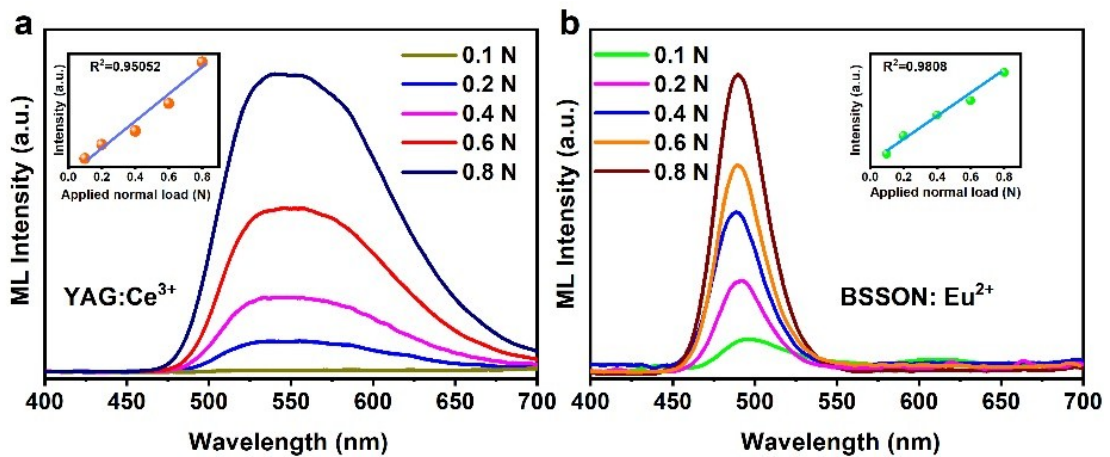 a
ML Intensity (a.u.)
R²=0.95052
Intensity (a.u.)
0.0 0.2 0.4 0.6 0.8
Applied normal load (N)
0.1 N
0.2 N
0.4 N
0.6 N
0.8 N
YAG:Ce³⁺
400 450 500 550 600 650 700
Wavelength (nm)
b
ML Intensity (a.u.)
0.1 N
0.2 N
0.4 N
0.6 N
0.8 N
R²=0.9808
Intensity (a.u.)
0.0 0.2 0.4 0.6 0.8
Applied normal load (N)
BSSON: Eu²⁺
400 450 500 550 600 650 700
Wavelength (nm)